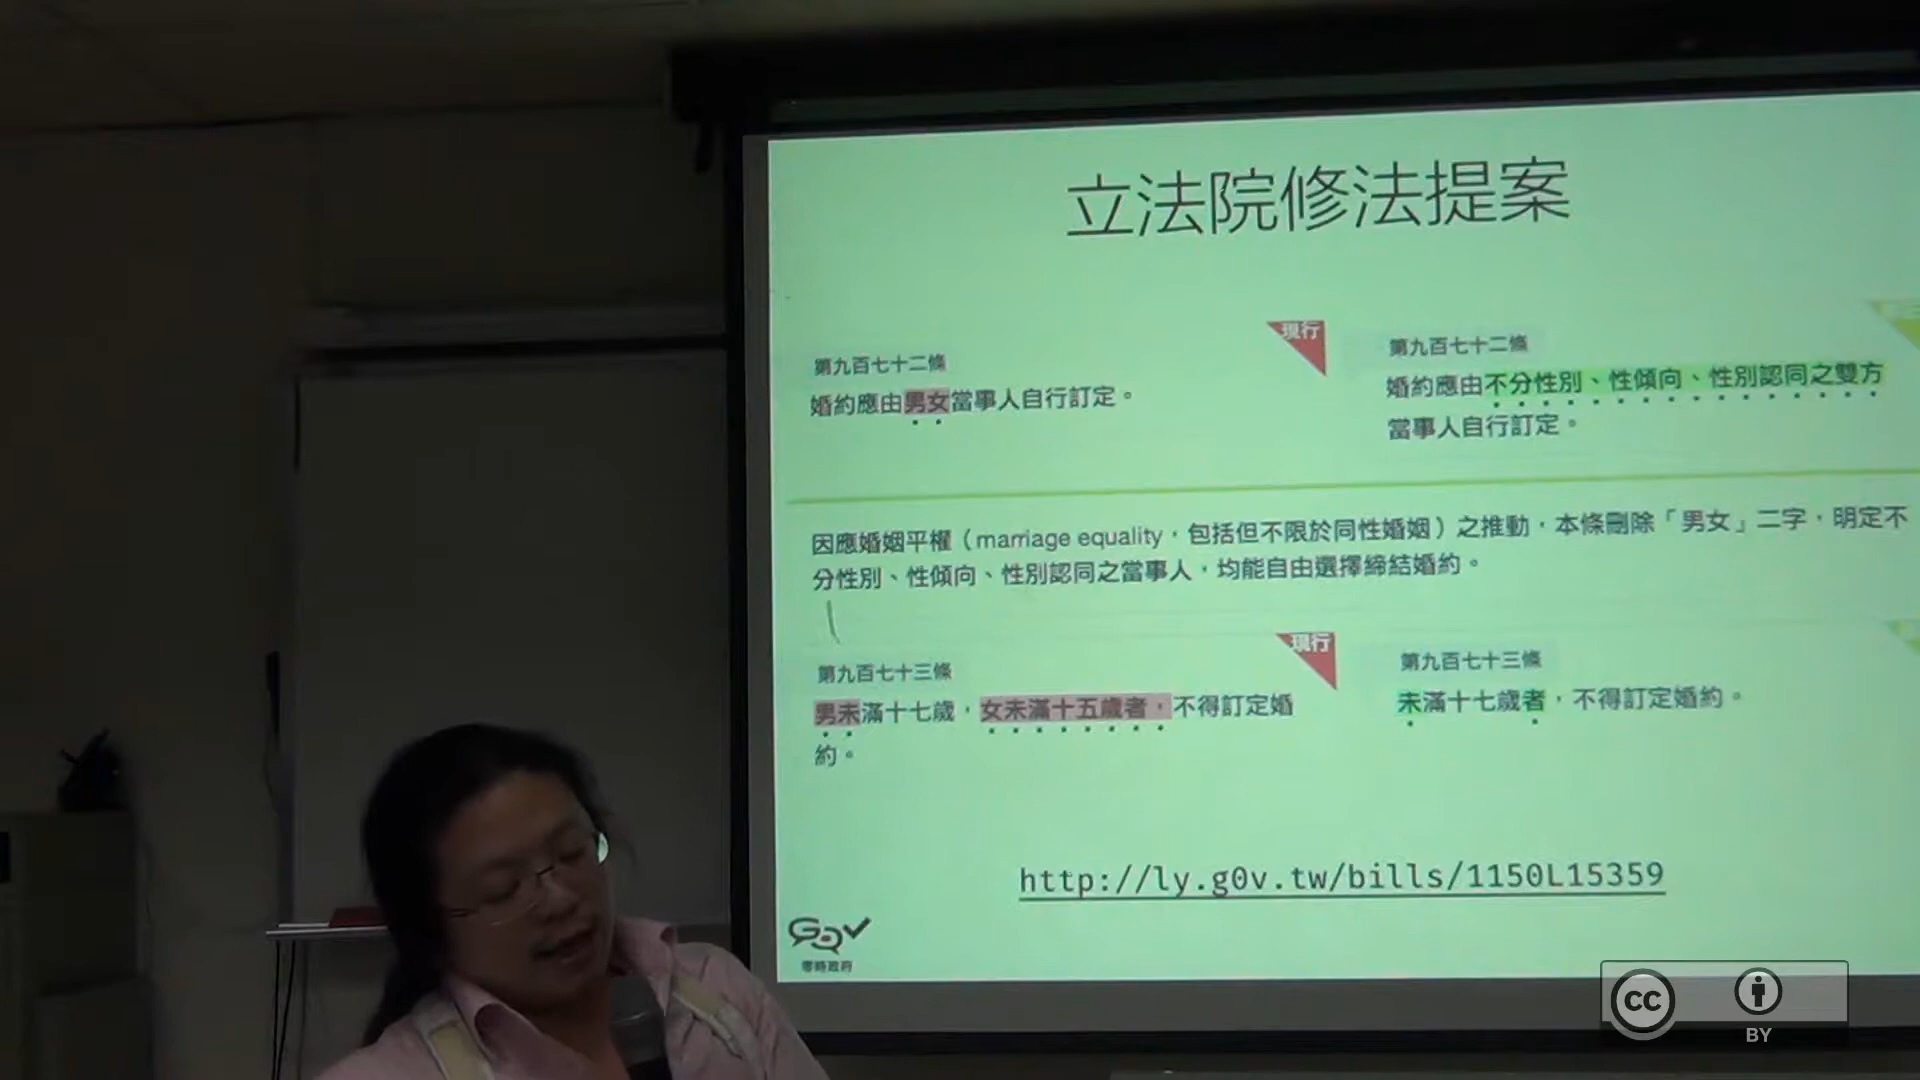 立法院修法提案
現行
第九百七十二條
婚約應由男女當事人自行訂定。
第九百七十二條
婚約應由不分性別、性傾向、性別認同之雙方
當事人自行訂定。
因應婚姻平權（marriage equality，包括但不限於同性婚姻）之推動，本條刪除「男女」二字，明定不
分性別、性傾向、性別認同之當事人，均能自由選擇締結婚約。
現行
第九百七十三條
男未滿十七歲，女未滿十五歲者，不得訂定婚
約。
第九百七十三條
未滿十七歲者，不得訂定婚約。
http://ly.g0v.tw/bills/1150L15359
G0V
零時政府
cc
BY